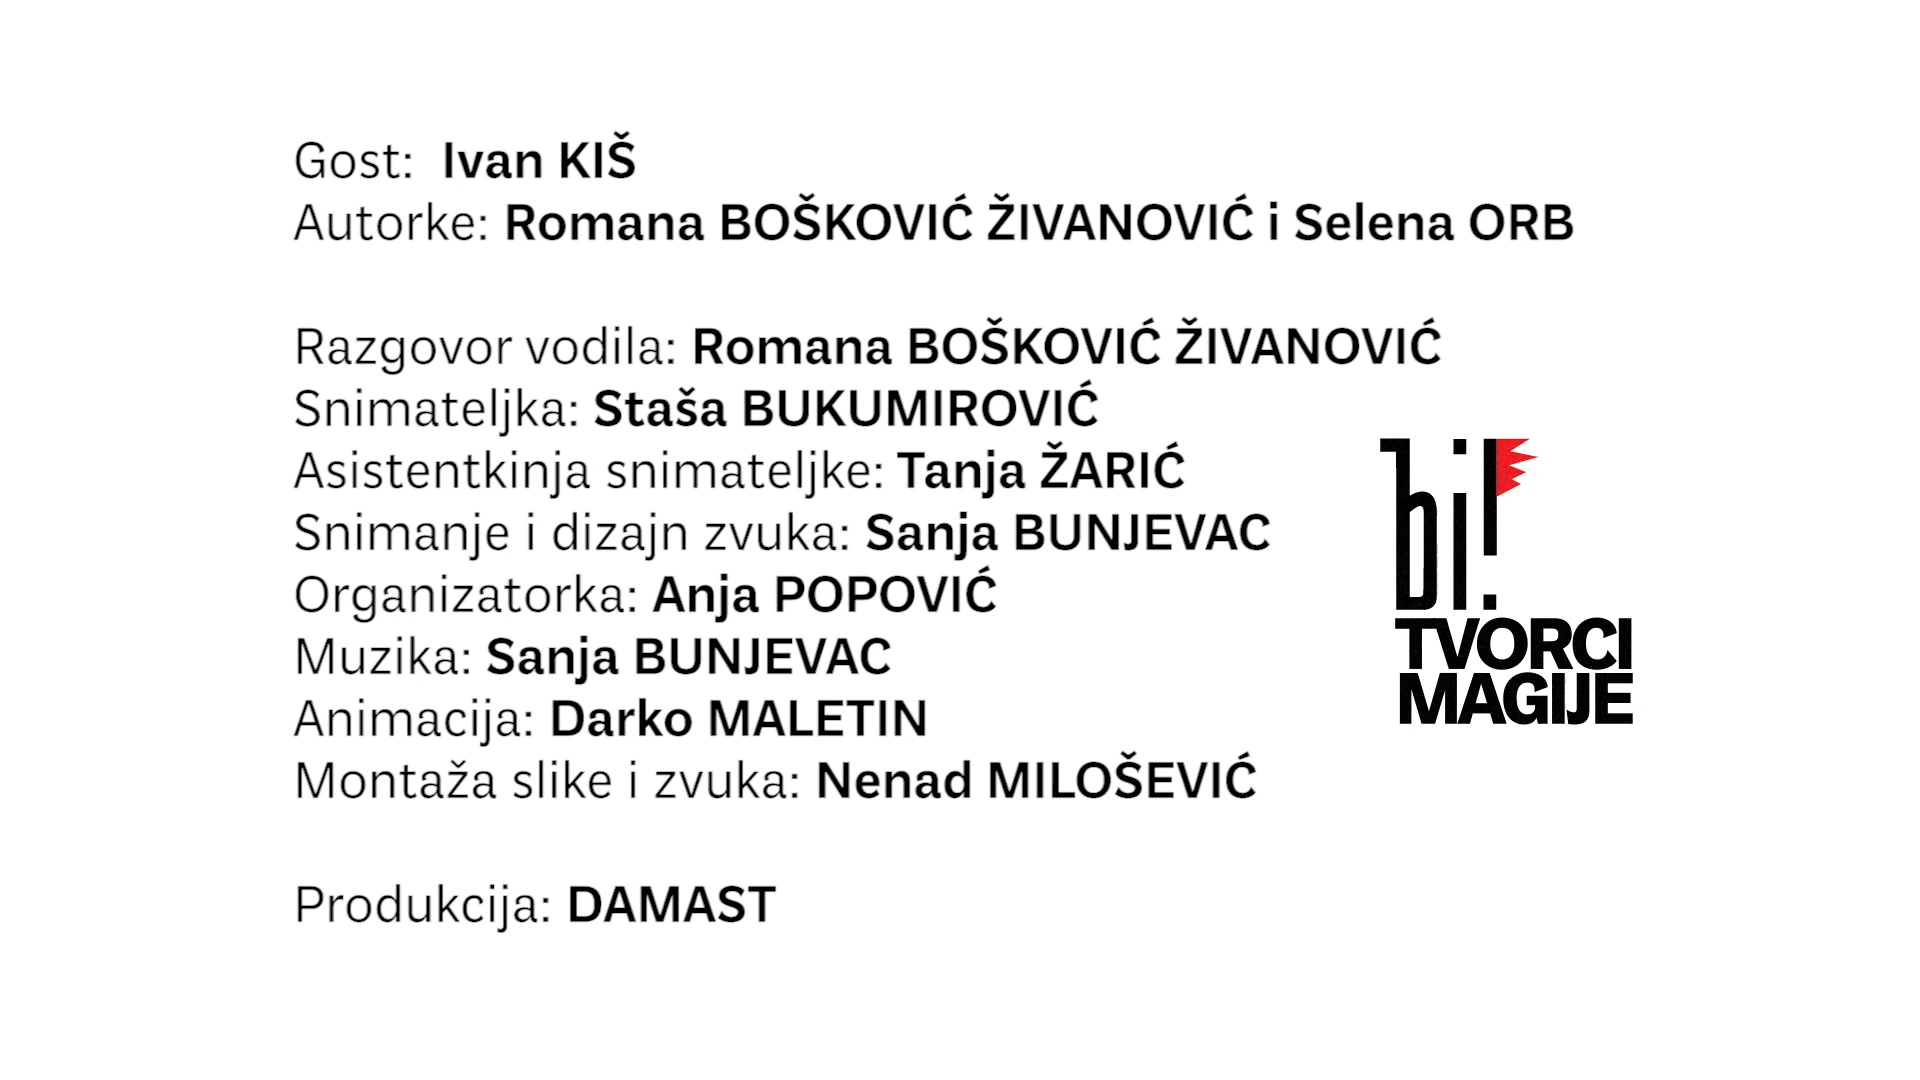 Gost: Ivan KIŠ
Autorke: Romana BOŠKOVIĆ ŽIVANOVIĆ i Selena ORB
Razgovor vodila: Romana BOŠKOVIĆ ŽIVANOVIĆ
Snimateljka: Staša BUKUMIROVIĆ
Asistentkinja snimateljke: Tanja ŽARIĆ
Snimanje i dizajn zvuka: Sanja BUNJEVAC
Organizatorka: Anja POPOVIĆ
Muzika: Sanja BUNJEVAC
Animacija: Darko MALETIN
Montaža slike i zvuka: Nenad MILOŠEVIĆ
Produkcija: DAMAST
bi!
TVORCI
MAGIJE